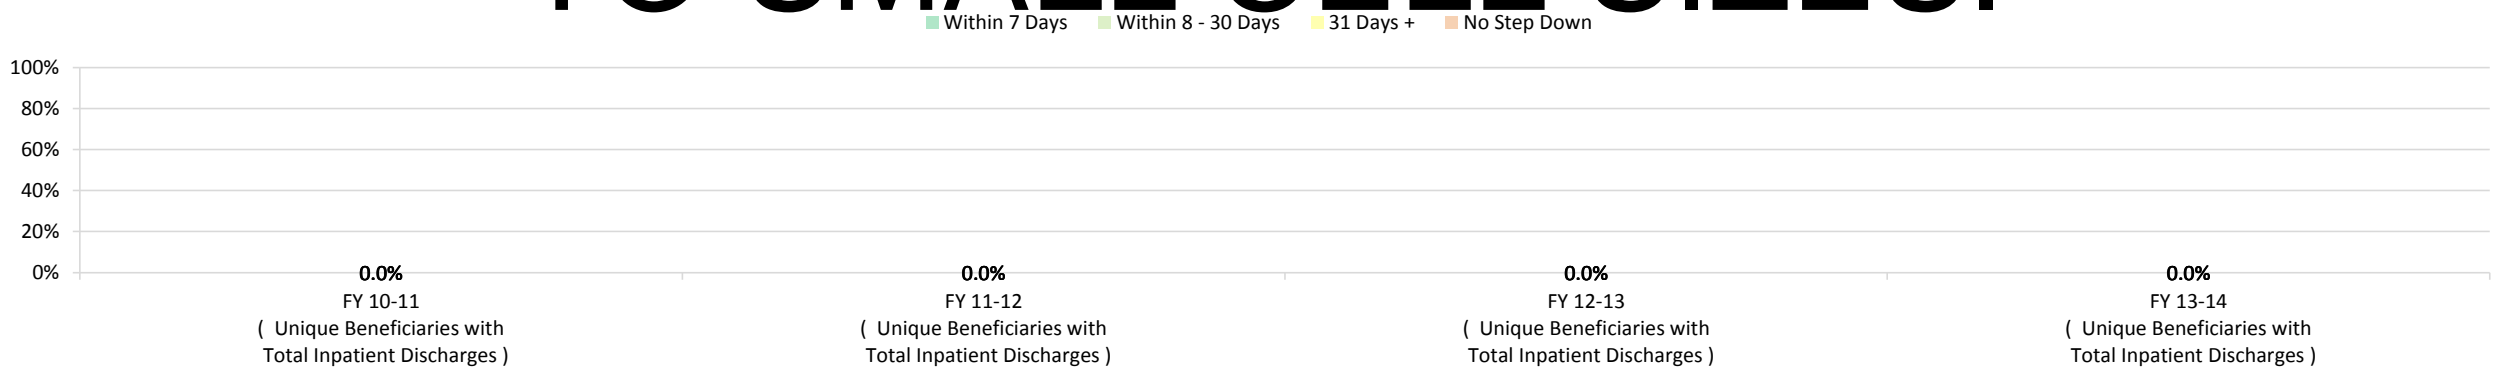 Within 7 Days Within 8 - 30 Days 31 Days + No Step Down
100%
80%
60%
40%
20%
0%
0.0% 0.0% 0.0% 0.0%
FY 10-11 FY 11-12 FY 12-13 FY 13-14
( Unique Beneficiaries with ( Unique Beneficiaries with ( Unique Beneficiaries with ( Unique Beneficiaries with
Total Inpatient Discharges ) Total Inpatient Discharges ) Total Inpatient Discharges ) Total Inpatient Discharges )